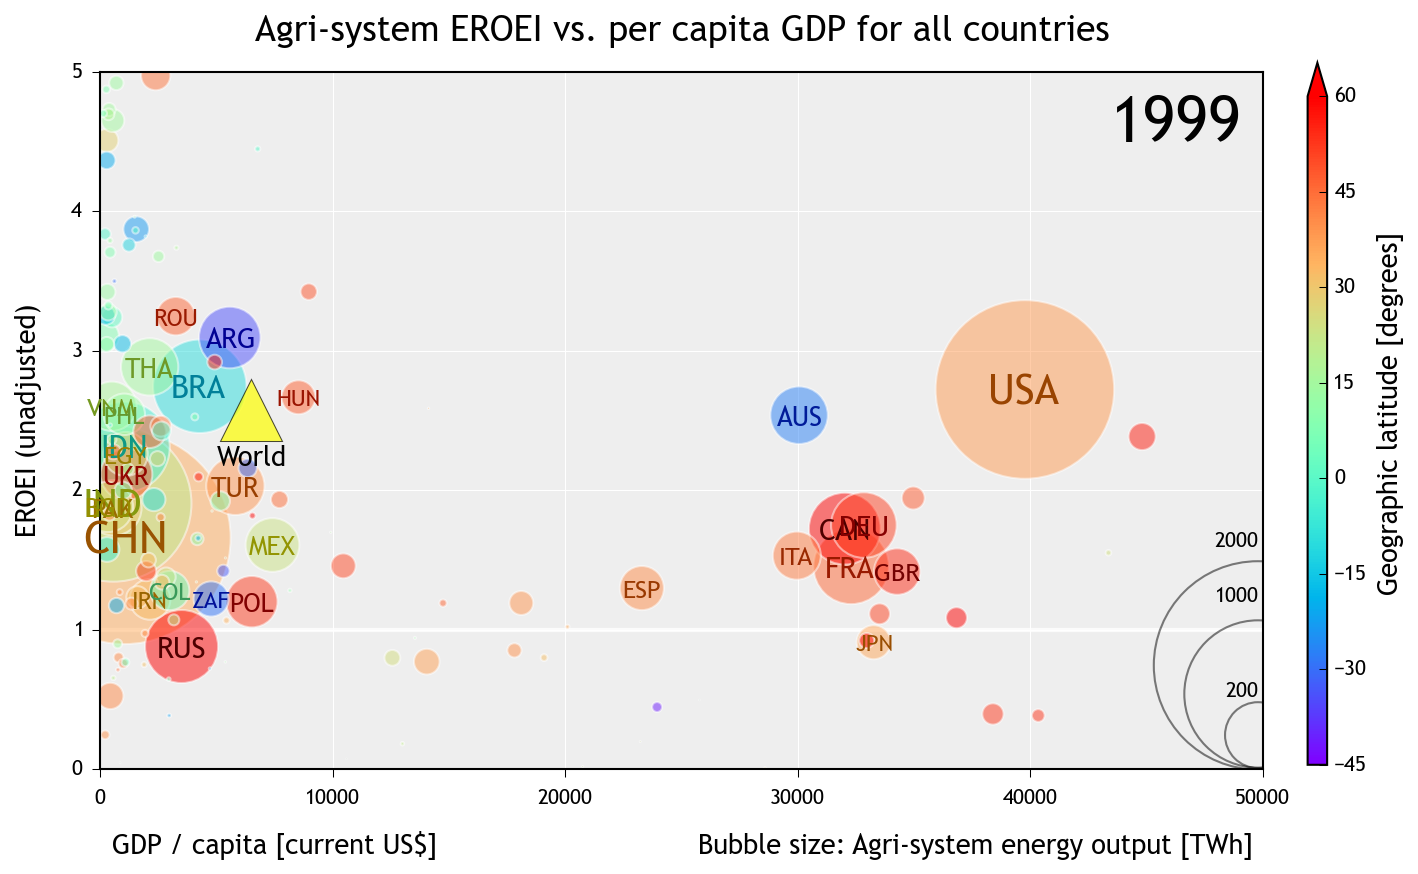 Agri-system EROEI vs. per capita GDP for all countries
1999
EROEI (unadjusted)
5
4
3
2
1
0
0
10000
20000
30000
40000
50000
GDP / capita [current US$]
Bubble size: Agri-system energy output [TWh]
ROU
ARG
THA
BRA
HUN
VNM
PHL
AUS
USA
IDN
EGY
World
UKR
TUR
IND
PAK
CHN
MEX
CAN
DEU
ITA
FRA
GBR
COL
IRN
ZAF
POL
ESP
RUS
JPN
2000
1000
200
60
45
30
15
0
−15
−30
−45
Geographic latitude [degrees]